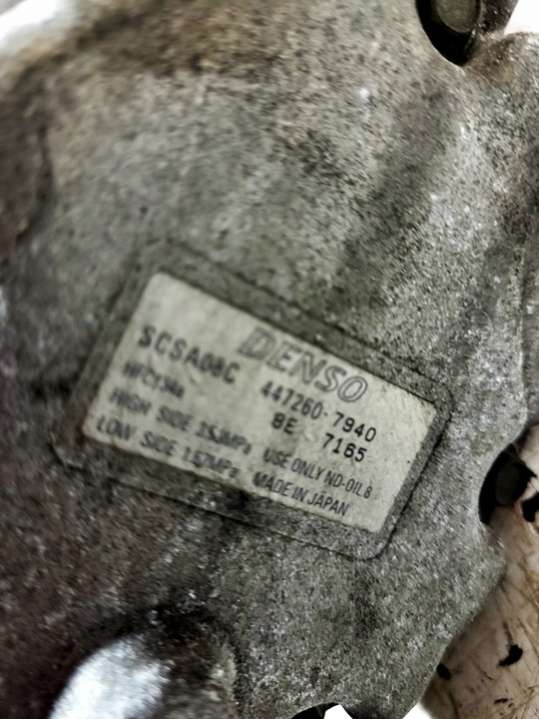 DENSO
SCSA08C 447260-7940
HFC134a 8E 7165
HIGH SIDE 3.53MPa USE ONLY ND-OIL8
LOW SIDE 1.57MPa MADE IN JAPAN